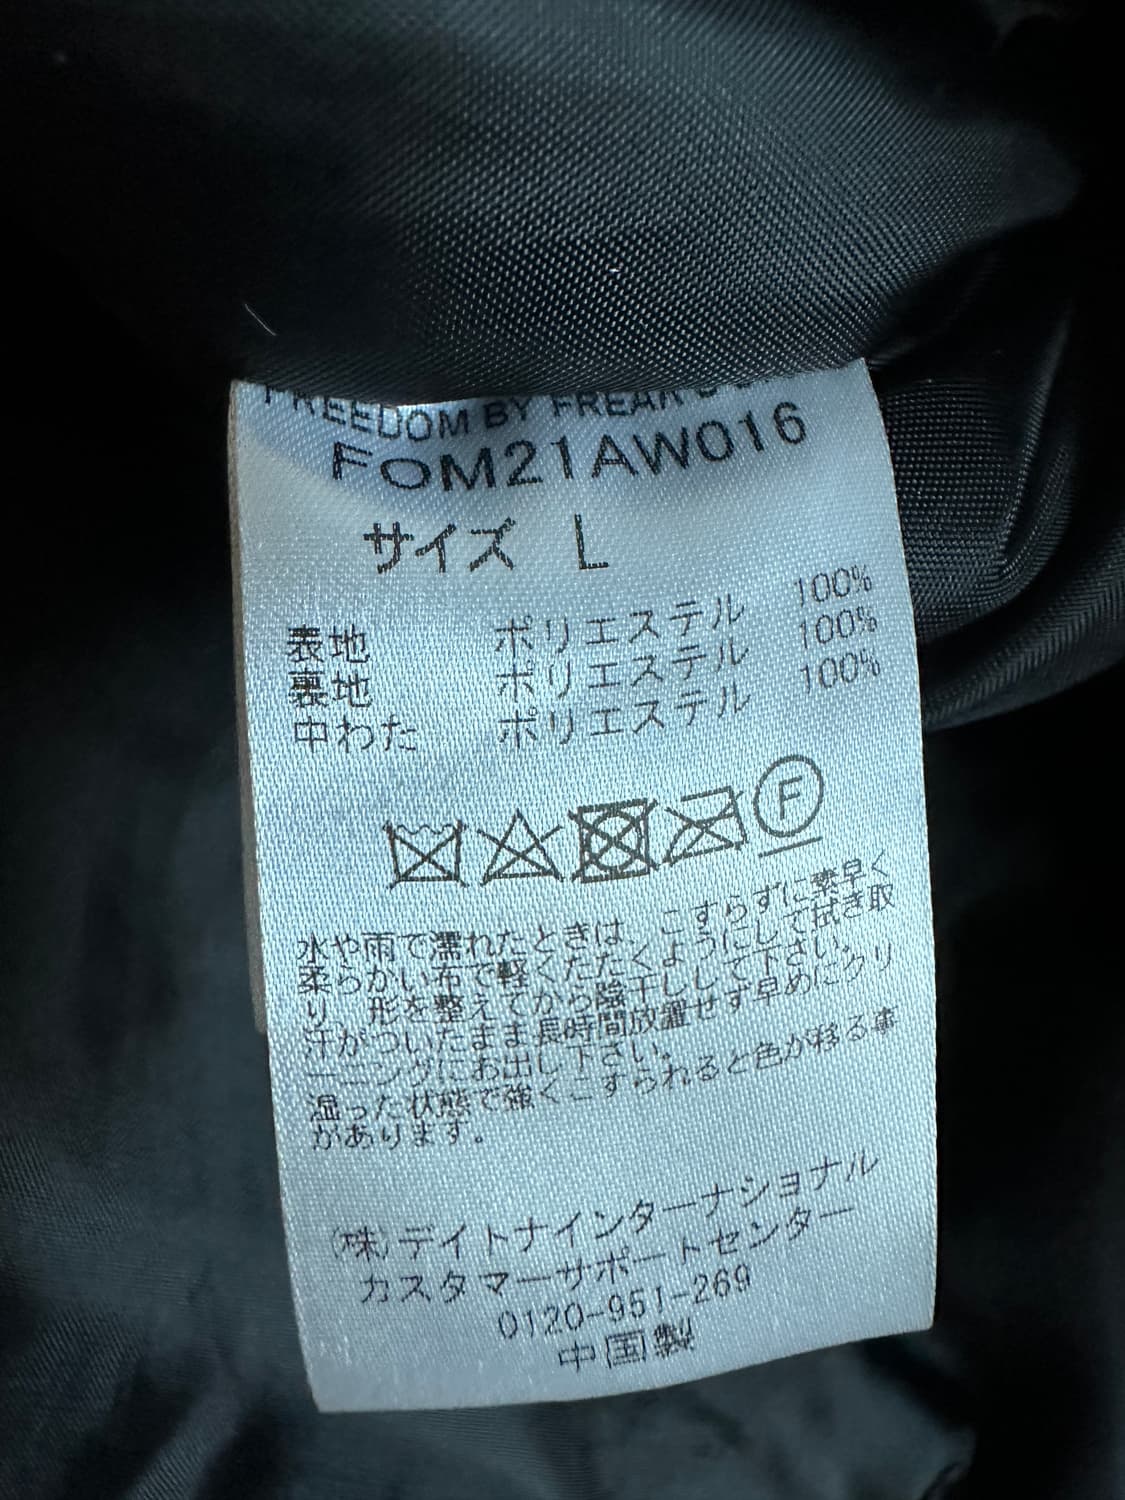 FREEDOM BY FREAK'S
FOM21AW016
サイズ L
表地 ポリエステル 100%
裏地 ポリエステル 100%
中わた ポリエステル 100%
F
水や雨で濡れたときは、こすらずに素早く
柔らかい布で軽くたたくようにして拭き取
り、形を整えてから陰干しして下さい。
汗がついたまま長時間放置せず早めにクリ
ーニングにお出し下さい。
湿った状態で強くこすられると色が移る事
があります。
(株)デイトナインターナショナル
カスタマーサポートセンター
0120-951-269
中国製